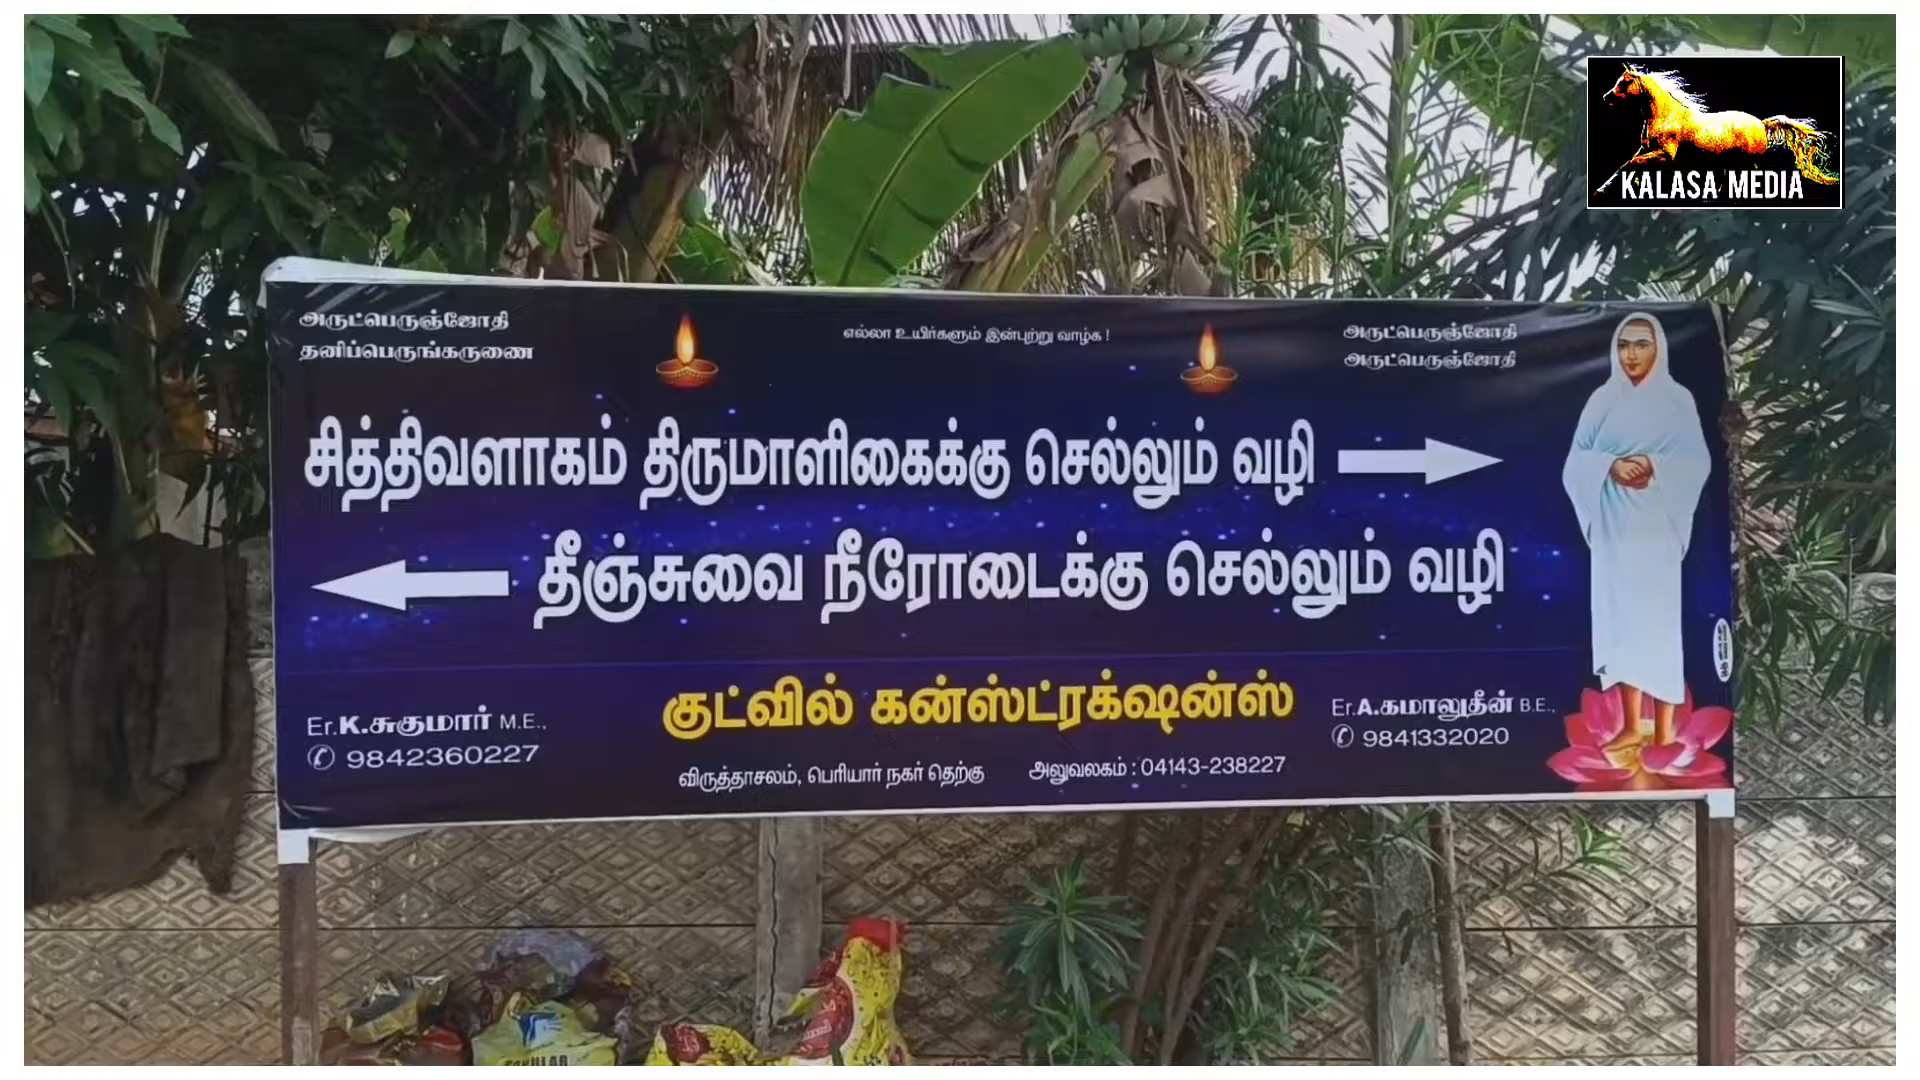 KALASA MEDIA
அருட்பெருஞ்ஜோதி
தனிப்பெருங்கருணை
எல்லா உயிர்களும் இன்புற்று வாழ்க !
அருட்பெருஞ்ஜோதி
அருட்பெருஞ்ஜோதி
சித்திவளாகம் திருமாளிகைக்கு செல்லும் வழி
தீஞ்சுவை நீரோடைக்கு செல்லும் வழி
குட்வில் கன்ஸ்ட்ரக்ஷன்ஸ்
Er.K.சுகுமார் M.E.,
9842360227
Er.A.கமாலுதீன் B.E.,
9841332020
விருத்தாசலம், பெரியார் நகர் தெற்கு அலுவலகம் : 04143-238227
POPULAR